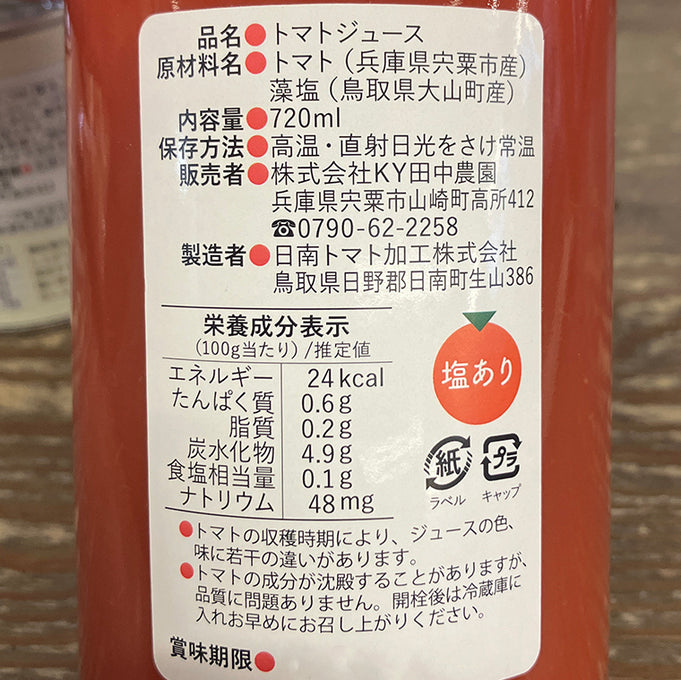 品名●トマトジュース
原材料名●トマト（兵庫県宍粟市産）
藻塩（鳥取県大山町産）
内容量●720ml
保存方法●高温・直射日光をさけ常温
販売者●株式会社KY田中農園
兵庫県宍粟市山崎町高所412
☎0790-62-2258
製造者●日南トマト加工株式会社
鳥取県日野郡日南町生山386
栄養成分表示
(100g当たり)/推定値
エネルギー 24kcal
たんぱく質 0.6g
脂質 0.2g
炭水化物 4.9g
食塩相当量 0.1g
ナトリウム 48mg
塩あり
紙 プラ
ラベル キャップ
●トマトの収穫時期により、ジュースの色、
味に若干の違いがあります。
●トマトの成分が沈殿することがありますが、
品質に問題ありません。開栓後は冷蔵庫に
入れお早めにお召し上がりください。
賞味期限●